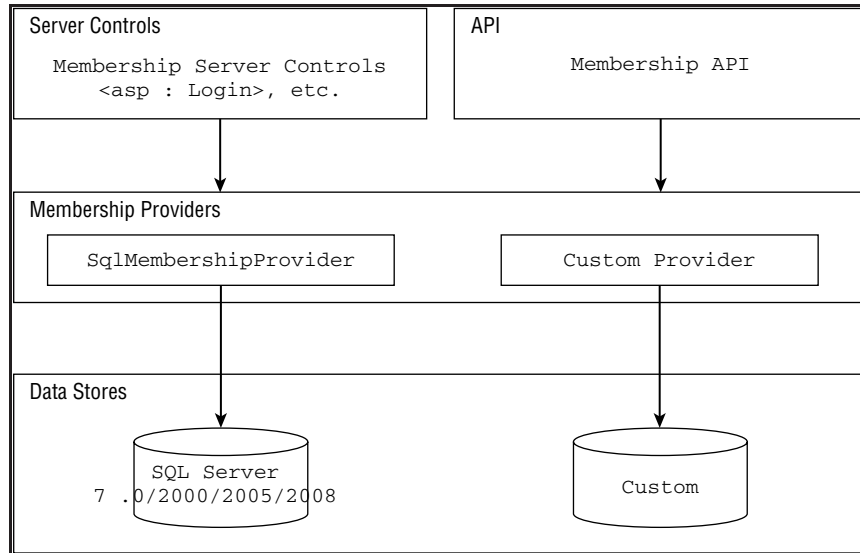 Server Controls
Membership Server Controls
<asp : Login>, etc.
API
Membership API
Membership Providers
SqlMembershipProvider
Custom Provider
Data Stores
SQL Server
7 .0/2000/2005/2008
Custom